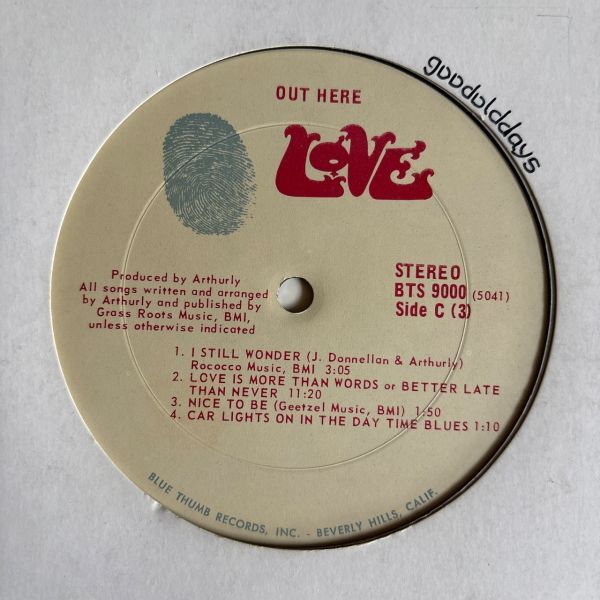 goodolddays
OUT HERE
LOVE
Produced by Arthurly
All songs written and arranged
by Arthurly and published by
Grass Roots Music, BMI,
unless otherwise indicated
STEREO
BTS 9000 (5041)
Side C (3)
1. I STILL WONDER (J. Donnellan & Arthurly)
Rococco Music, BMI 3:05
2. LOVE IS MORE THAN WORDS or BETTER LATE
THAN NEVER 11:20
3. NICE TO BE (Geetzel Music, BMI) 1:50
4. CAR LIGHTS ON IN THE DAY TIME BLUES 1:10
BLUE THUMB RECORDS, INC. - BEVERLY HILLS, CALIF.